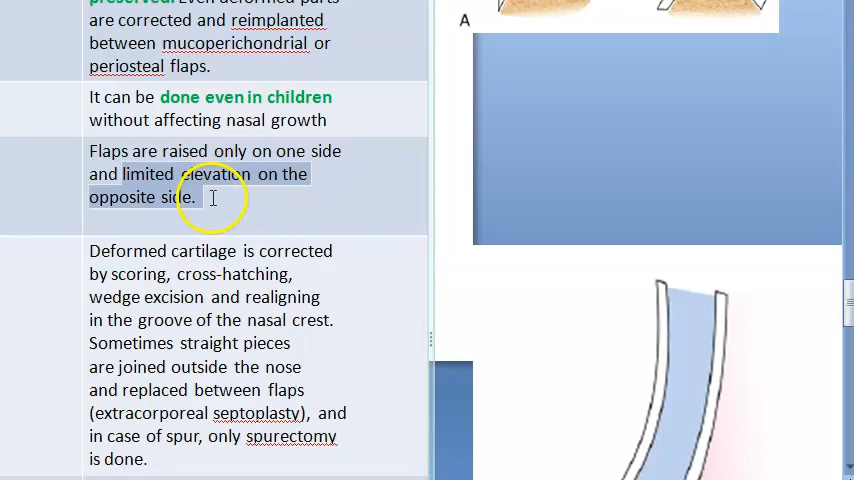 preserved. Even deformed parts
are corrected and reimplanted
between mucoperichondrial or
periosteal flaps.
It can be done even in children
without affecting nasal growth
Flaps are raised only on one side
and limited elevation on the
opposite side.
Deformed cartilage is corrected
by scoring, cross-hatching,
wedge excision and realigning
in the groove of the nasal crest.
Sometimes straight pieces
are joined outside the nose
and replaced between flaps
(extracorporeal septoplasty), and
in case of spur, only spurectomy
is done.
A